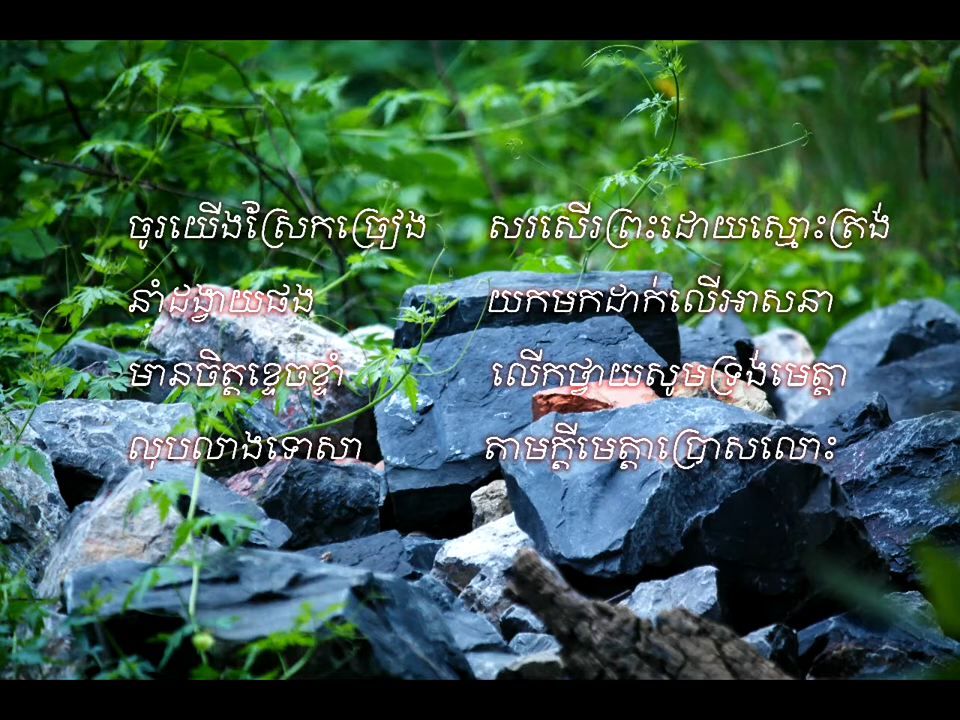 ចូរយើងស្រែកច្រៀង សរសើរព្រះដោយស្មោះត្រង់
នាំដង្វាយផង យកមកដាក់លើអាសនា
មានចិត្តខ្ទេចខ្ទាំ លើកថ្វាយសូមទ្រង់មេត្តា
លុបលាងទោសា តាមក្ដីមេត្តាប្រោសលោះ